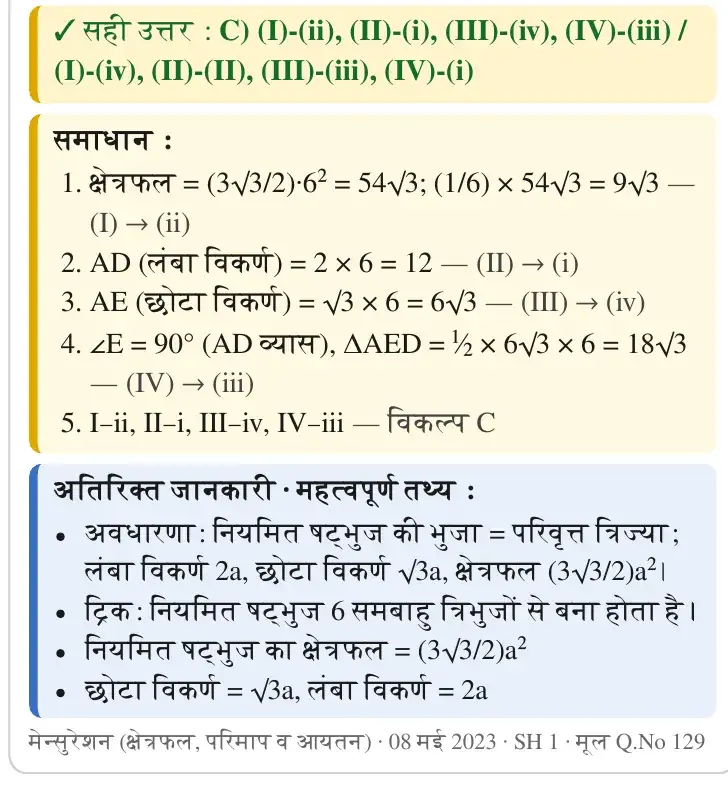 ✓ सही उत्तर : C) (I)-(ii), (II)-(i), (III)-(iv), (IV)-(iii) /
(I)-(iv), (II)-(II), (III)-(iii), (IV)-(i)
समाधान :
1. क्षेत्रफल = (3√3/2)·6² = 54√3; (1/6) × 54√3 = 9√3 —
(I) → (ii)
2. AD (लंबा विकर्ण) = 2 × 6 = 12 — (II) → (i)
3. AE (छोटा विकर्ण) = √3 × 6 = 6√3 — (III) → (iv)
4. ∠E = 90° (AD व्यास), ΔAED = ½ × 6√3 × 6 = 18√3
— (IV) → (iii)
5. I–ii, II–i, III–iv, IV–iii — विकल्प C
अतिरिक्त जानकारी · महत्वपूर्ण तथ्य :
• अवधारणा : नियमित षट्भुज की भुजा = परिवृत्त त्रिज्या;
लंबा विकर्ण 2a, छोटा विकर्ण √3a, क्षेत्रफल (3√3/2)a²।
• ट्रिक : नियमित षट्भुज 6 समबाहु त्रिभुजों से बना होता है।
• नियमित षट्भुज का क्षेत्रफल = (3√3/2)a²
• छोटा विकर्ण = √3a, लंबा विकर्ण = 2a
मेन्सुरेशन (क्षेत्रफल, परिमाप व आयतन) · 08 मई 2023 · SH 1 · मूल Q.No 129